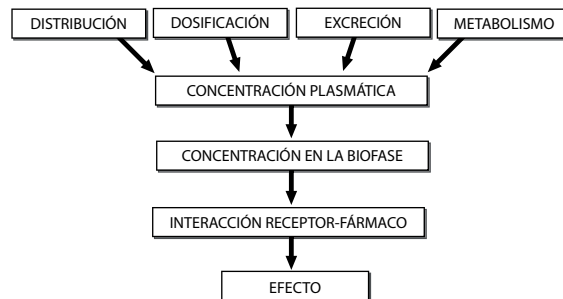 DISTRIBUCIÓN
DOSIFICACIÓN
EXCRECIÓN
METABOLISMO
CONCENTRACIÓN PLASMÁTICA
CONCENTRACIÓN EN LA BIOFASE
INTERACCIÓN RECEPTOR-FÁRMACO
EFECTO